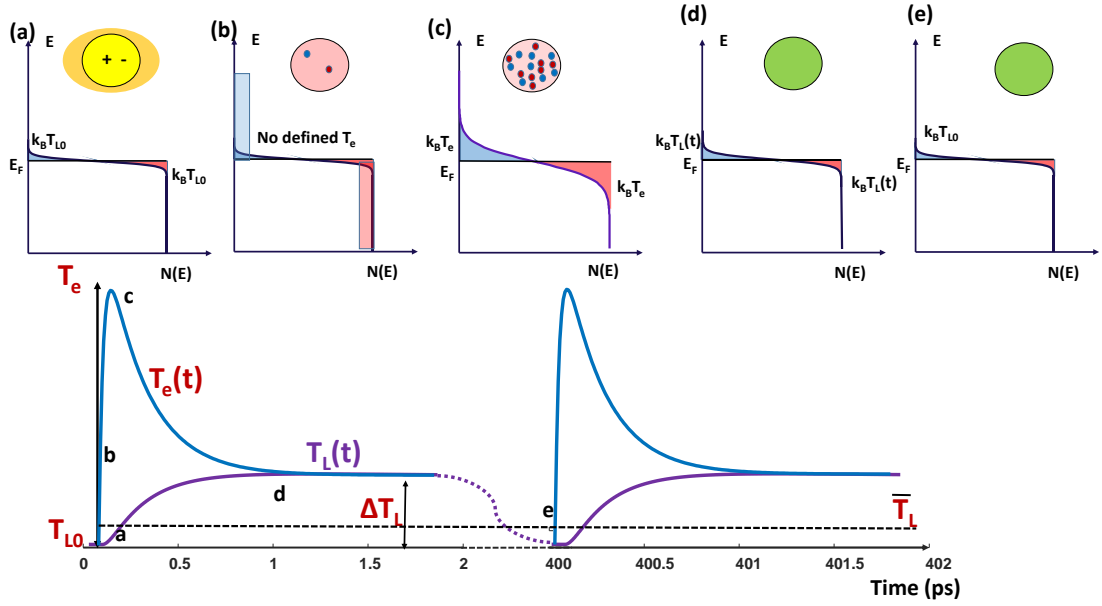 (a)
E
+ -
k_BT_L0
E_F
k_BT_L0
N(E)
(b)
E
No defined T_e
N(E)
(c)
E
k_BT_e
E_F
k_BT_e
N(E)
(d)
E
k_BT_L(t)
E_F
k_BT_L(t)
N(E)
(e)
E
k_BT_L0
E_F
N(E)
T_e
c
T_e(t)
b
T_L(t)
d
ΔT_L
e
T̅_L
T_L0
a
0 0.5 1 1.5 2 400 400.5 401 401.5 402
Time (ps)